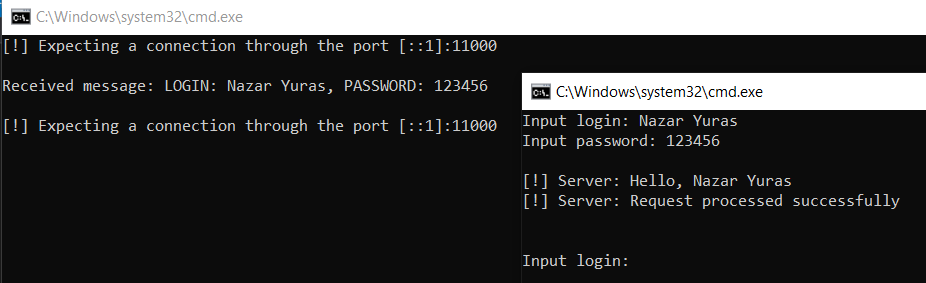 C:\Windows\system32\cmd.exe
[!] Expecting a connection through the port [::1]:11000
Received message: LOGIN: Nazar Yuras, PASSWORD: 123456
[!] Expecting a connection through the port [::1]:11000
C:\Windows\system32\cmd.exe
Input login: Nazar Yuras
Input password: 123456
[!] Server: Hello, Nazar Yuras
[!] Server: Request processed successfully
Input login: